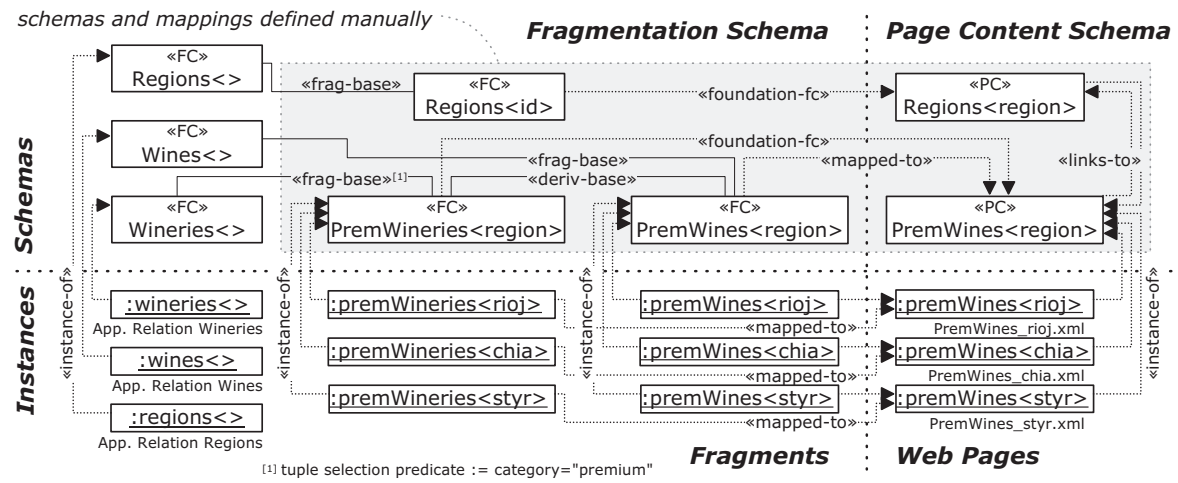 schemas and mappings defined manually
Fragmentation Schema
Page Content Schema
Schemas
Instances
«FC»
Regions<>
«frag-base»
«FC»
Regions<id>
«foundation-fc»
«PC»
Regions<region>
«FC»
Wines<>
«foundation-fc»
«frag-base»
«mapped-to»
«links-to»
«frag-base»[1]
«deriv-base»
«FC»
Wineries<>
«FC»
PremWineries<region>
«FC»
PremWines<region>
«PC»
PremWines<region>
«instance-of»
«instance-of»
«instance-of»
«instance-of»
:wineries<>
App. Relation Wineries
:premWineries<rioj>
:premWines<rioj>
:premWines<rioj>
«mapped-to»
PremWines_rioj.xml
:wines<>
App. Relation Wines
:premWineries<chia>
:premWines<chia>
:premWines<chia>
«mapped-to»
PremWines_chia.xml
:regions<>
App. Relation Regions
:premWineries<styr>
:premWines<styr>
:premWines<styr>
«mapped-to»
PremWines_styr.xml
[1] tuple selection predicate := category="premium"
Fragments
Web Pages